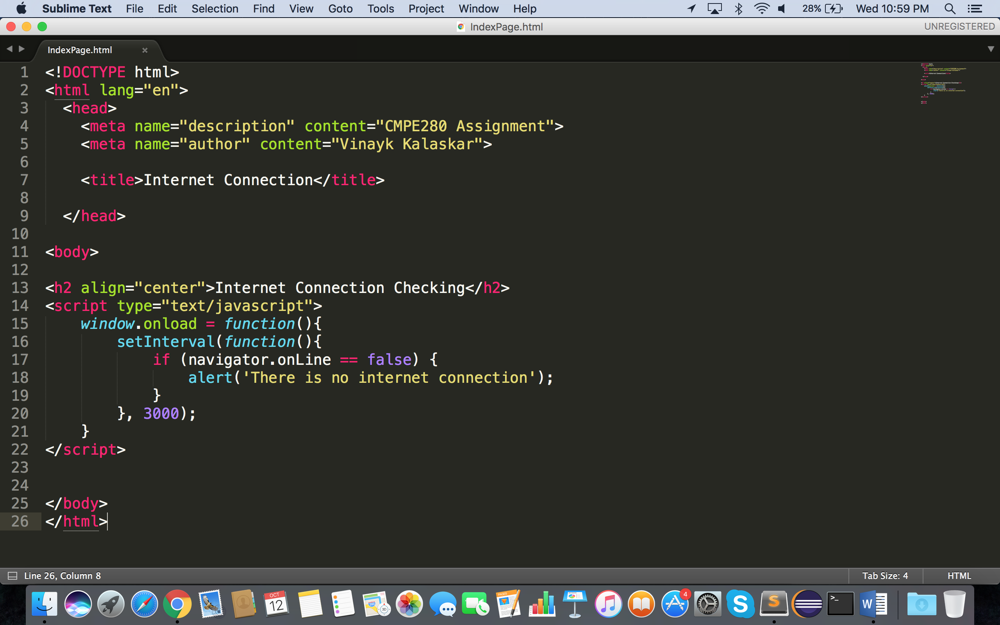 Sublime Text File Edit Selection Find View Goto Tools Project Window Help 28% Wed 10:59 PM
IndexPage.html UNREGISTERED
IndexPage.html
1 <!DOCTYPE html>
2 <html lang="en">
3 <head>
4 <meta name="description" content="CMPE280 Assignment">
5 <meta name="author" content="Vinayk Kalaskar">
6
7 <title>Internet Connection</title>
8
9 </head>
10
11 <body>
12
13 <h2 align="center">Internet Connection Checking</h2>
14 <script type="text/javascript">
15 window.onload = function(){
16 setInterval(function(){
17 if (navigator.onLine == false) {
18 alert('There is no internet connection');
19 }
20 }, 3000);
21 }
22 </script>
23
24
25 </body>
26 </html>
Line 26, Column 8 Tab Size: 4 HTML
OCT
12
280
3D
PAGES
4
S
S
>_
W